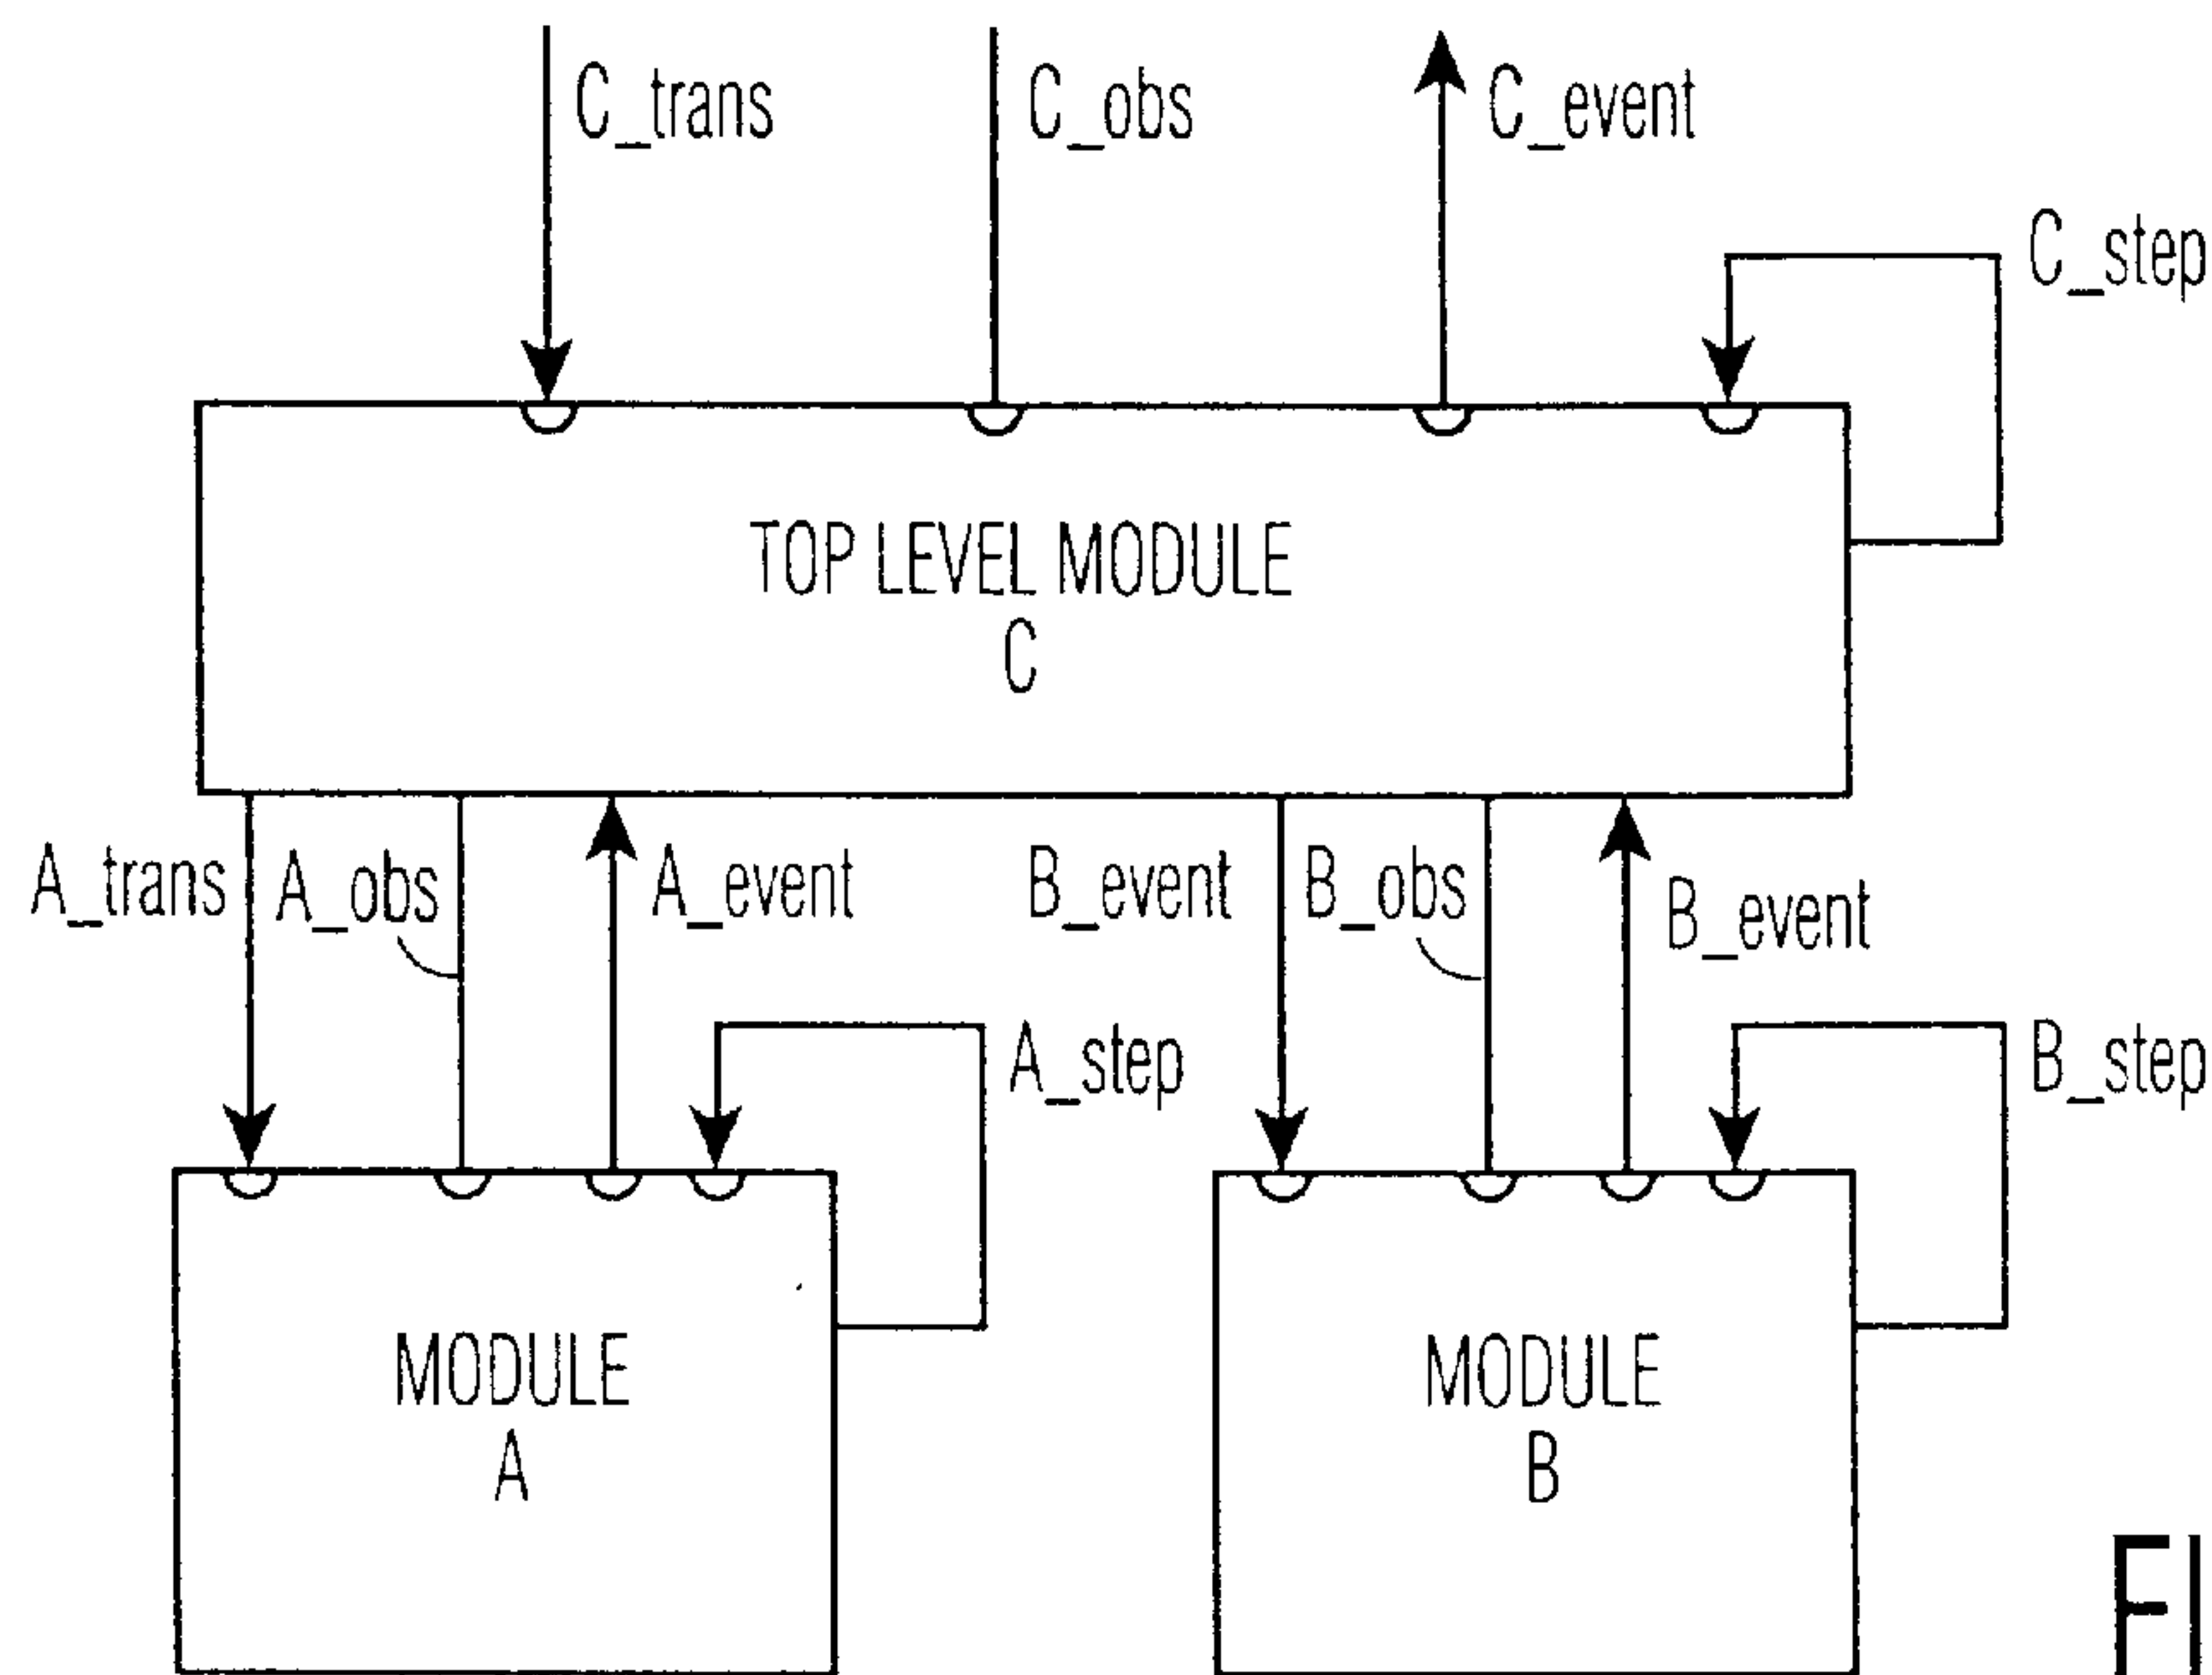 C_trans
C_obs
C_event
C_step
TOP LEVEL MODULE
C
A_trans
A_obs
A_event
B_event
B_obs
B_event
A_step
B_step
MODULE
A
MODULE
B
FI